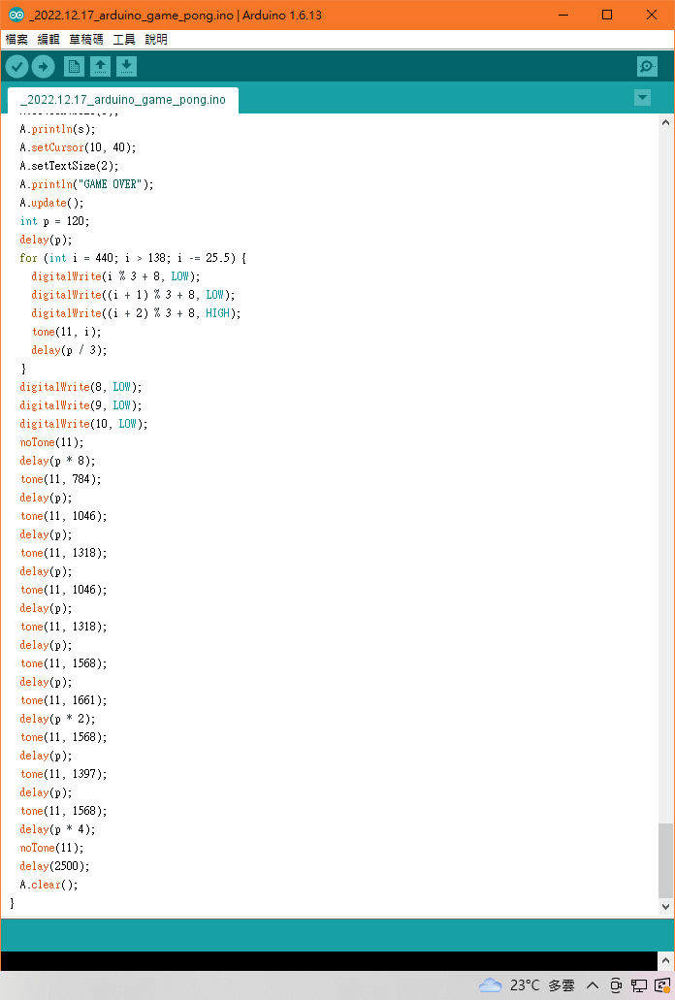 _2022.12.17_arduino_game_pong.ino | Arduino 1.6.13
檔案 編輯 草稿碼 工具 說明
_2022.12.17_arduino_game_pong.ino
A.println(s);
A.setCursor(10, 40);
A.setTextSize(2);
A.println("GAME OVER");
A.update();
int p = 120;
delay(p);
for (int i = 440; i > 138; i -= 25.5) {
digitalWrite(i % 3 + 8, LOW);
digitalWrite((i + 1) % 3 + 8, LOW);
digitalWrite((i + 2) % 3 + 8, HIGH);
tone(11, i);
delay(p / 3);
}
digitalWrite(8, LOW);
digitalWrite(9, LOW);
digitalWrite(10, LOW);
noTone(11);
delay(p * 8);
tone(11, 784);
delay(p);
tone(11, 1046);
delay(p);
tone(11, 1318);
delay(p);
tone(11, 1046);
delay(p);
tone(11, 1318);
delay(p);
tone(11, 1568);
delay(p);
tone(11, 1661);
delay(p * 2);
tone(11, 1568);
delay(p);
tone(11, 1397);
delay(p);
tone(11, 1568);
delay(p * 4);
noTone(11);
delay(2500);
A.clear();
}
23°C 多雲